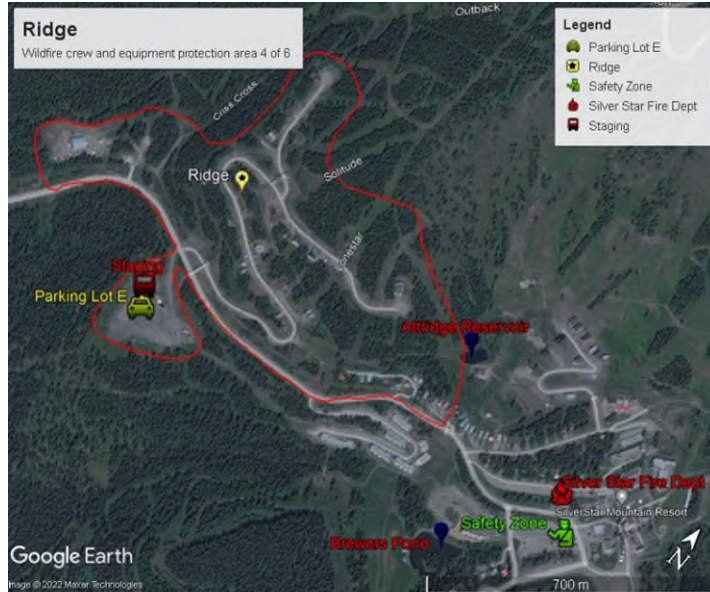 Outback
Ridge
Wildfire crew and equipment protection area 4 of 6
Legend
Parking Lot E
Ridge
Safety Zone
Silver Star Fire Dept
Staging
Criss Cross
Solitude
Ridge
Lonestar
Staging
Parking Lot E
Attridge Reservoir
Silver Star Fire Dept
SilverStar Mountain Resort
Safety Zone
Brewers Pond
Google Earth
N
Image © 2022 Maxar Technologies
700 m